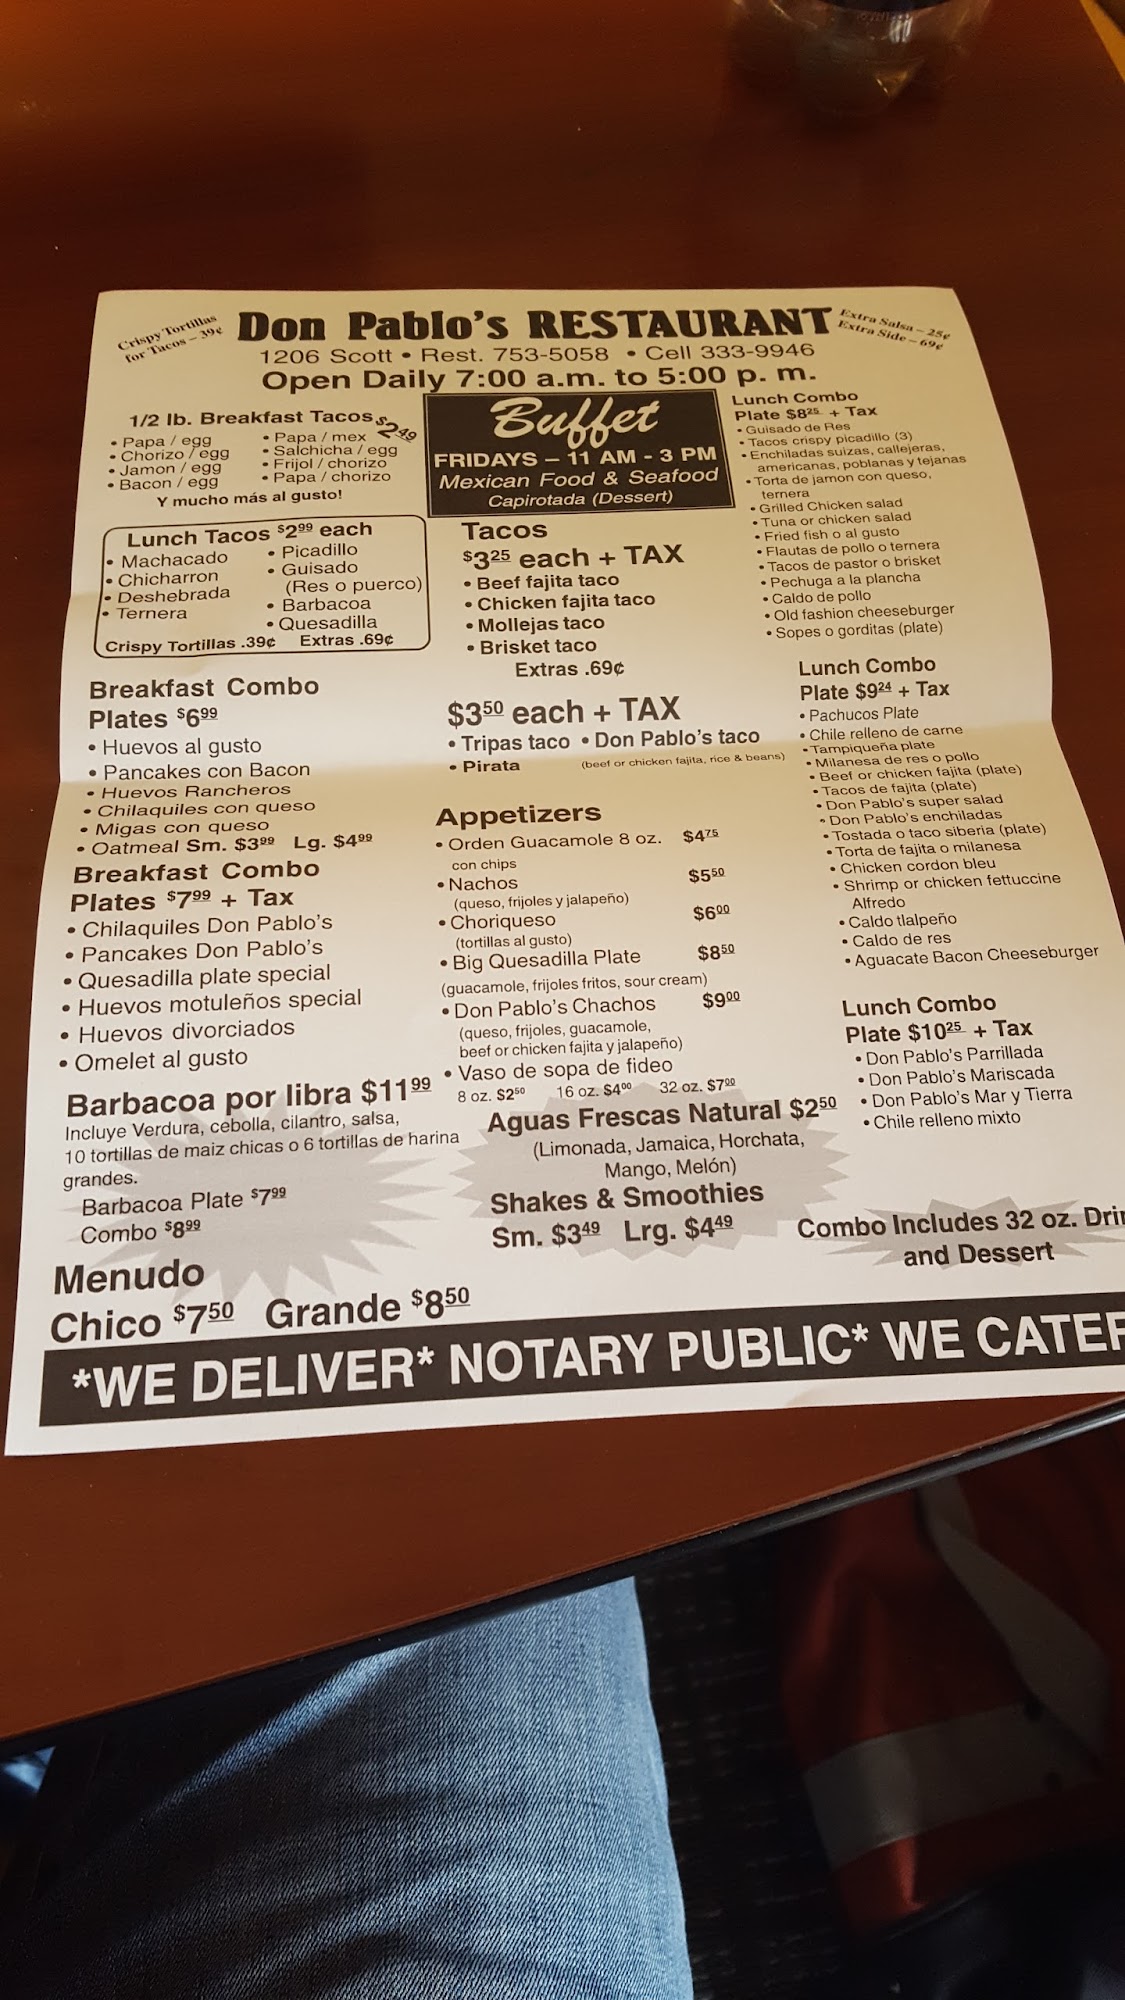 Crispy Tortillas
for Tacos – 39¢
Don Pablo's RESTAURANT
Extra Salsa – 25¢
Extra Side – 69¢
1206 Scott • Rest. 753-5058 • Cell 333-9946
Open Daily 7:00 a.m. to 5:00 p. m.
1/2 lb. Breakfast Tacos $2.49
• Papa / egg
• Chorizo / egg
• Jamon / egg
• Bacon / egg
• Papa / mex
• Salchicha / egg
• Frijol / chorizo
• Papa / chorizo
Y mucho más al gusto!
Lunch Tacos $2.99 each
• Machacado
• Chicharron
• Deshebrada
• Ternera
• Picadillo
• Guisado
(Res o puerco)
• Barbacoa
• Quesadilla
Crispy Tortillas .39¢ Extras .69¢
Breakfast Combo
Plates $6.99
• Huevos al gusto
• Pancakes con Bacon
• Huevos Rancheros
• Chilaquiles con queso
• Migas con queso
• Oatmeal Sm. $3.99 Lg. $4.99
Breakfast Combo
Plates $7.99 + Tax
• Chilaquiles Don Pablo's
• Pancakes Don Pablo's
• Quesadilla plate special
• Huevos motuleños special
• Huevos divorciados
• Omelet al gusto
Barbacoa por libra $11.99
Incluye Verdura, cebolla, cilantro, salsa,
10 tortillas de maiz chicas o 6 tortillas de harina
grandes.
Barbacoa Plate $7.99
Combo $8.99
Menudo
Chico $7.50 Grande $8.50
Buffet
FRIDAYS – 11 AM - 3 PM
Mexican Food & Seafood
Capirotada (Dessert)
Tacos
$3.25 each + TAX
• Beef fajita taco
• Chicken fajita taco
• Mollejas taco
• Brisket taco
Extras .69¢
$3.50 each + TAX
• Tripas taco • Don Pablo's taco
• Pirata (beef or chicken fajita, rice & beans)
Appetizers
• Orden Guacamole 8 oz. $4.75
con chips
• Nachos $5.50
(queso, frijoles y jalapeño)
• Choriqueso $6.00
(tortillas al gusto)
• Big Quesadilla Plate $8.50
(guacamole, frijoles fritos, sour cream)
• Don Pablo's Chachos $9.00
(queso, frijoles, guacamole,
beef or chicken fajita y jalapeño)
• Vaso de sopa de fideo
8 oz. $2.50 16 oz. $4.00 32 oz. $7.00
Aguas Frescas Natural $2.50
(Limonada, Jamaica, Horchata,
Mango, Melón)
Shakes & Smoothies
Sm. $3.49 Lrg. $4.49
Lunch Combo
Plate $8.25 + Tax
• Guisado de Res
• Tacos crispy picadillo (3)
• Enchiladas suizas, callejeras,
americanas, poblanas y tejanas
• Torta de jamon con queso,
ternera
• Grilled Chicken salad
• Tuna or chicken salad
• Fried fish o al gusto
• Flautas de pollo o ternera
• Tacos de pastor o brisket
• Pechuga a la plancha
• Caldo de pollo
• Old fashion cheeseburger
• Sopes o gorditas (plate)
Lunch Combo
Plate $9.24 + Tax
• Pachucos Plate
• Chile relleno de carne
• Tampiqueña plate
• Milanesa de res o pollo
• Beef or chicken fajita (plate)
• Tacos de fajita (plate)
• Don Pablo's super salad
• Don Pablo's enchiladas
• Tostada o taco siberia (plate)
• Torta de fajita o milanesa
• Chicken cordon bleu
• Shrimp or chicken fettuccine
Alfredo
• Caldo tlalpeño
• Caldo de res
• Aguacate Bacon Cheeseburger
Lunch Combo
Plate $10.25 + Tax
• Don Pablo's Parrillada
• Don Pablo's Mariscada
• Don Pablo's Mar y Tierra
• Chile relleno mixto
Combo Includes 32 oz. Dri
and Dessert
*WE DELIVER* NOTARY PUBLIC* WE CATER